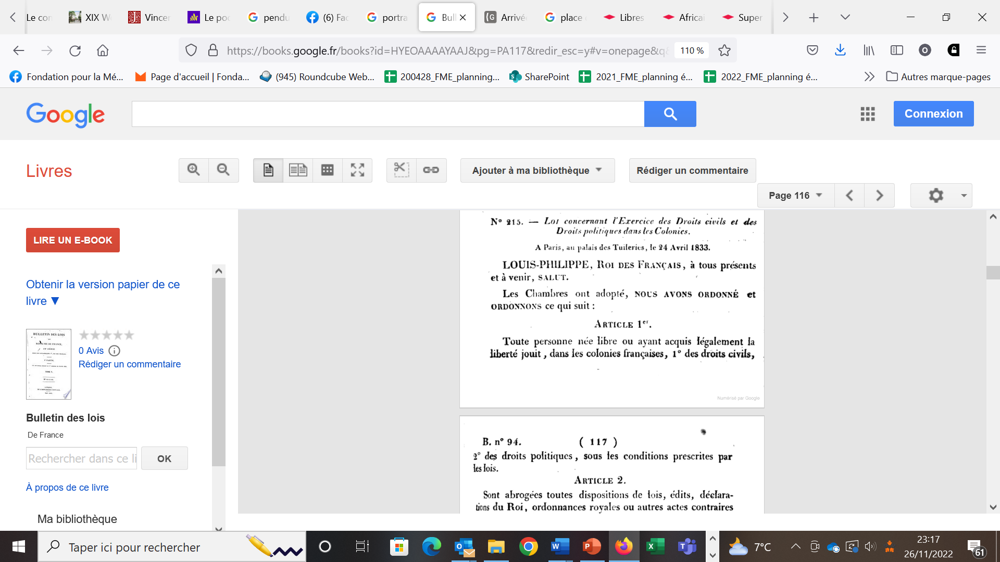 Le con
XIX W
Vincer
Le poc
pendu
(6) Fac
portra
Bull
Arrivée
place
Libres
Africai
Super
https://books.google.fr/books?id=HYEOAAAAYAAJ&pg=PA117&redir_esc=y#v=onepage&q&
110 %
Fondation pour la Mé...
Page d'accueil | Fonda...
(945) Roundcube Web...
200428_FME_planning...
SharePoint
2021_FME_planning é...
2022_FME_planning é...
Autres marque-pages
Google
Connexion
Livres
Ajouter à ma bibliothèque
Rédiger un commentaire
Page 116
LIRE UN E-BOOK
Obtenir la version papier de ce
livre ▼
BULLETIN DES LOIS
ROYAUME DE FRANCE,
0 Avis
Rédiger un commentaire
Bulletin des lois
De France
Rechercher dans ce li
OK
À propos de ce livre
Ma bibliothèque
N° 215. — LOI concernant l'Exercice des Droits civils et des
Droits politiques dans les Colonies.
A Paris, au palais des Tuileries, le 24 Avril 1833.
LOUIS-PHILIPPE, ROI DES FRANÇAIS, à tous présents
et à venir, SALUT.
Les Chambres ont adopté, NOUS AVONS ORDONNÉ et
ORDONNONS ce qui suit :
ARTICLE 1er.
Toute personne née libre ou ayant acquis légalement la
liberté jouit, dans les colonies françaises, 1° des droits civils,
Numérisé par Google
B. n° 94. ( 117 )
2° des droits politiques, sous les conditions prescrites par
les lois.
ARTICLE 2.
Sont abrogées toutes dispositions de lois, édits, déclara-
tions du Roi, ordonnances royales ou autres actes contraires
Taper ici pour rechercher
7°C
23:17
26/11/2022
61